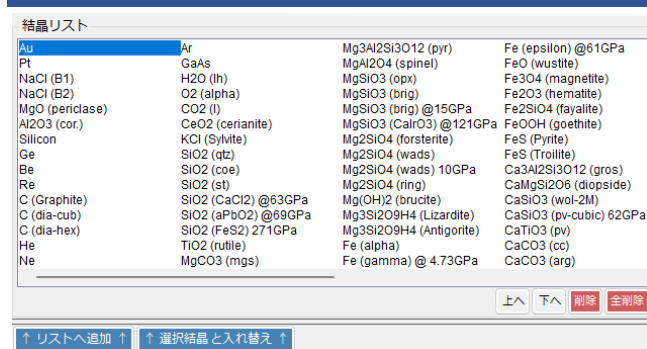 結晶リスト
Au
Pt
NaCl (B1)
NaCl (B2)
MgO (periclase)
Al2O3 (cor.)
Silicon
Ge
Be
Re
C (Graphite)
C (dia-cub)
C (dia-hex)
He
Ne
Ar
GaAs
H2O (Ih)
O2 (alpha)
CO2 (I)
CeO2 (cerianite)
KCl (Sylvite)
SiO2 (qtz)
SiO2 (coe)
SiO2 (st)
SiO2 (CaCl2) @63GPa
SiO2 (aPbO2) @69GPa
SiO2 (FeS2) 271GPa
TiO2 (rutile)
MgCO3 (mgs)
Mg3Al2Si3O12 (pyr)
MgAl2O4 (spinel)
MgSiO3 (opx)
MgSiO3 (brig)
MgSiO3 (brig) @15GPa
MgSiO3 (CaIrO3) @121GPa
Mg2SiO4 (forsterite)
Mg2SiO4 (wads)
Mg2SiO4 (wads) 10GPa
Mg2SiO4 (ring)
Mg(OH)2 (brucite)
Mg3Si2O9H4 (Lizardite)
Mg3Si2O9H4 (Antigorite)
Fe (alpha)
Fe (gamma) @ 4.73GPa
Fe (epsilon) @61GPa
FeO (wustite)
Fe3O4 (magnetite)
Fe2O3 (hematite)
Fe2SiO4 (fayalite)
FeOOH (goethite)
FeS (Pyrite)
FeS (Troilite)
Ca3Al2Si3O12 (gros)
CaMgSi2O6 (diopside)
CaSiO3 (wol-2M)
CaSiO3 (pv-cubic) 62GPa
CaTiO3 (pv)
CaCO3 (cc)
CaCO3 (arg)
上へ 下へ 削除 全削除
↑ リストへ追加 ↑ ↑ 選択結晶と入れ替え ↑